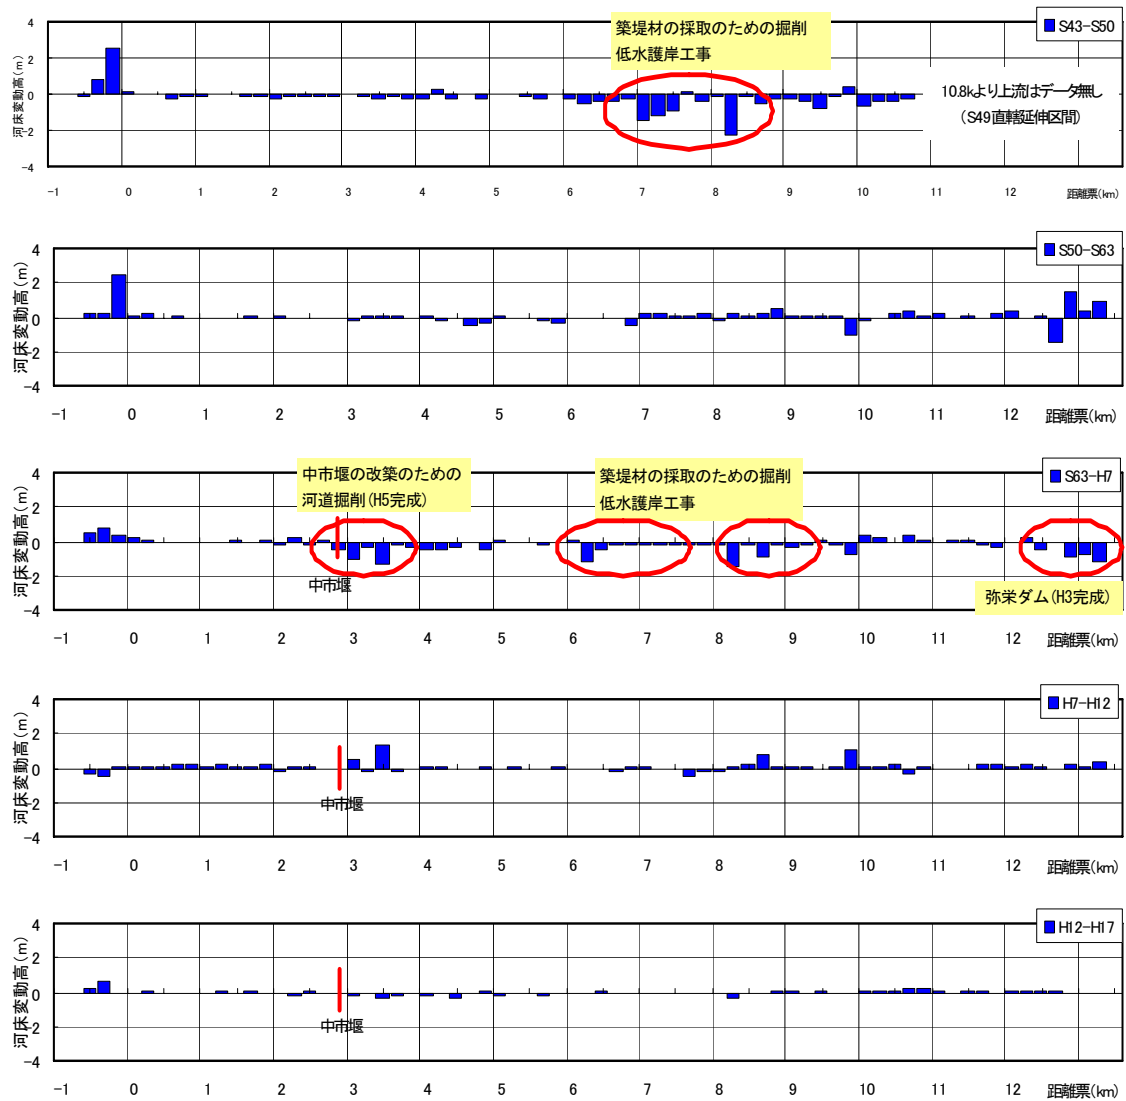 築堤材の採取のための掘削
低水護岸工事
S43-S50
10.8kより上流はデータ無し
(S49直轄延伸区間)
河床変動高(m)
4
2
0
-2
-4
-1 0 1 2 3 4 5 6 7 8 9 10 11 12 距離票(km)
S50-S63
河床変動高(m)
4
2
0
-2
-4
-1 0 1 2 3 4 5 6 7 8 9 10 11 12 距離票(km)
中市堰の改築のための
河道掘削(H5完成)
築堤材の採取のための掘削
低水護岸工事
S63-H7
河床変動高(m)
4
2
0
-2
-4
中市堰
弥栄ダム(H3完成)
-1 0 1 2 3 4 5 6 7 8 9 10 11 12 距離票(km)
H7-H12
河床変動高(m)
4
2
0
-2
-4
中市堰
-1 0 1 2 3 4 5 6 7 8 9 10 11 12 距離票(km)
H12-H17
河床変動高(m)
4
2
0
-2
-4
中市堰
-1 0 1 2 3 4 5 6 7 8 9 10 11 12 距離票(km)